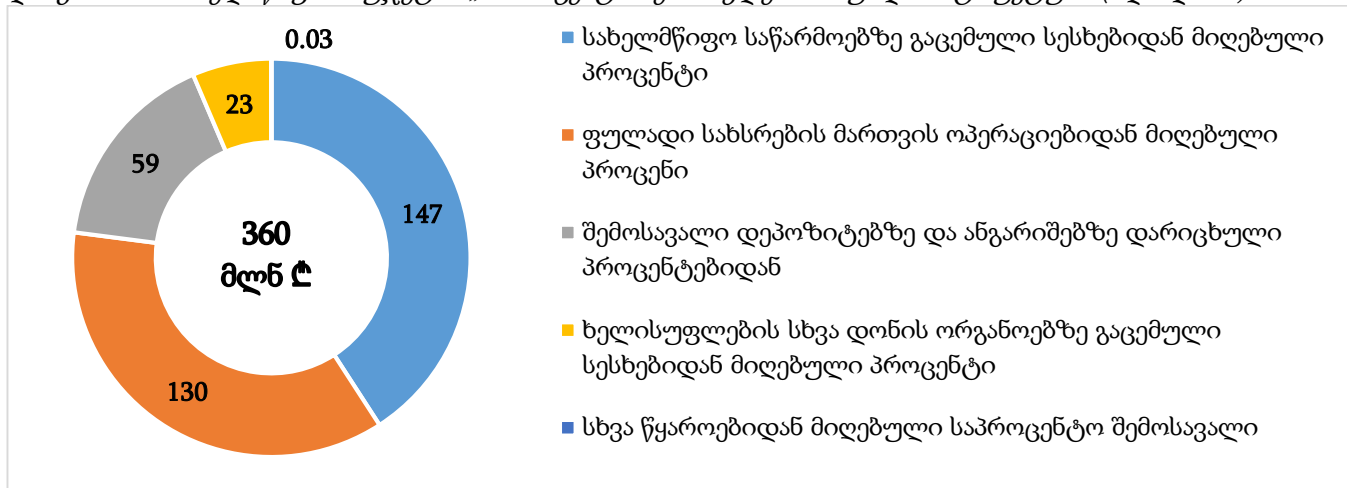 0.03
23
59
147
130
360
მლნ ₾
სახელმწიფო საწარმოებზე გაცემული სესხებიდან მიღებული
პროცენტი
ფულადი სახსრების მართვის ოპერაციებიდან მიღებული
პროცენი
შემოსავალი დეპოზიტებზე და ანგარიშებზე დარიცხული
პროცენტებიდან
ხელისუფლების სხვა დონის ორგანოებზე გაცემული
სესხებიდან მიღებული პროცენტი
სხვა წყაროებიდან მიღებული საპროცენტო შემოსავალი